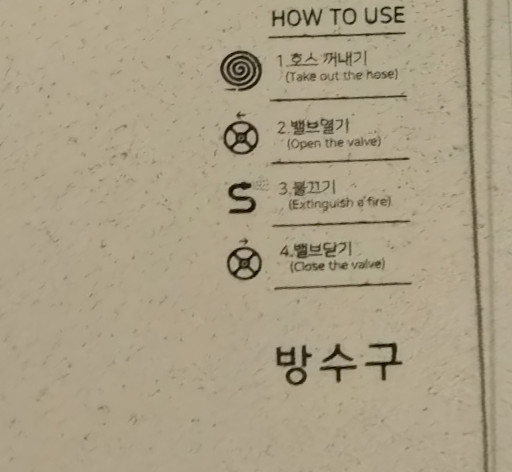 HOW TO USE
1.호스 꺼내기
(Take out the hose)
2.밸브열기
(Open the valve)
3.불끄기
(Extinguish a fire)
4.밸브닫기
(Close the valve)
방수구